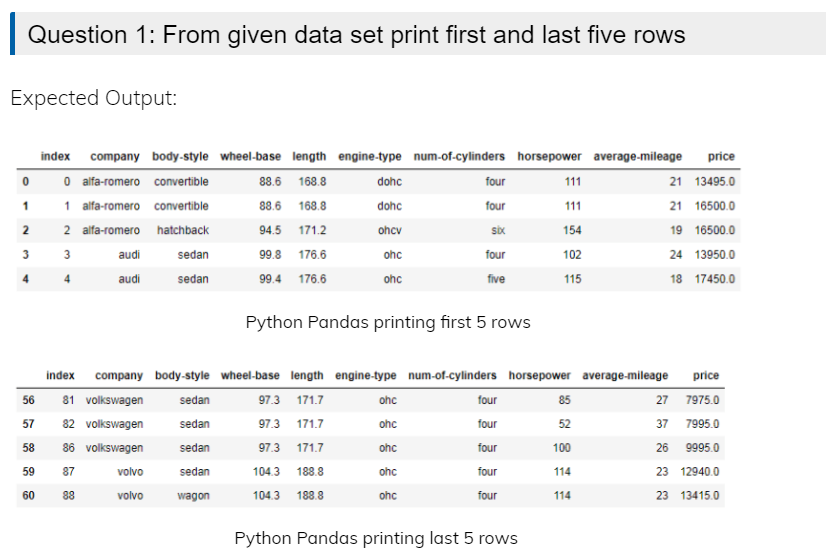 Question 1: From given data set print first and last five rows
Expected Output:
index company body-style wheel-base length engine-type num-of-cylinders horsepower average-mileage price
0 0 alfa-romero convertible 88.6 168.8 dohc four 111 21 13495.0
1 1 alfa-romero convertible 88.6 168.8 dohc four 111 21 16500.0
2 2 alfa-romero hatchback 94.5 171.2 ohcv six 154 19 16500.0
3 3 audi sedan 99.8 176.6 ohc four 102 24 13950.0
4 4 audi sedan 99.4 176.6 ohc five 115 18 17450.0
Python Pandas printing first 5 rows
index company body-style wheel-base length engine-type num-of-cylinders horsepower average-mileage price
56 81 volkswagen sedan 97.3 171.7 ohc four 85 27 7975.0
57 82 volkswagen sedan 97.3 171.7 ohc four 52 37 7995.0
58 86 volkswagen sedan 97.3 171.7 ohc four 100 26 9995.0
59 87 volvo sedan 104.3 188.8 ohc four 114 23 12940.0
60 88 volvo wagon 104.3 188.8 ohc four 114 23 13415.0
Python Pandas printing last 5 rows